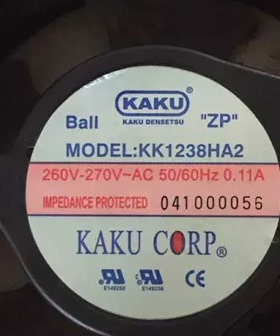 KAKU
KAKU DENSETSU
Ball "ZP"
MODEL:KK1238HA2
260V-270V~AC 50/60Hz 0.11A
IMPEDANCE PROTECTED 041000056
KAKU CORP®